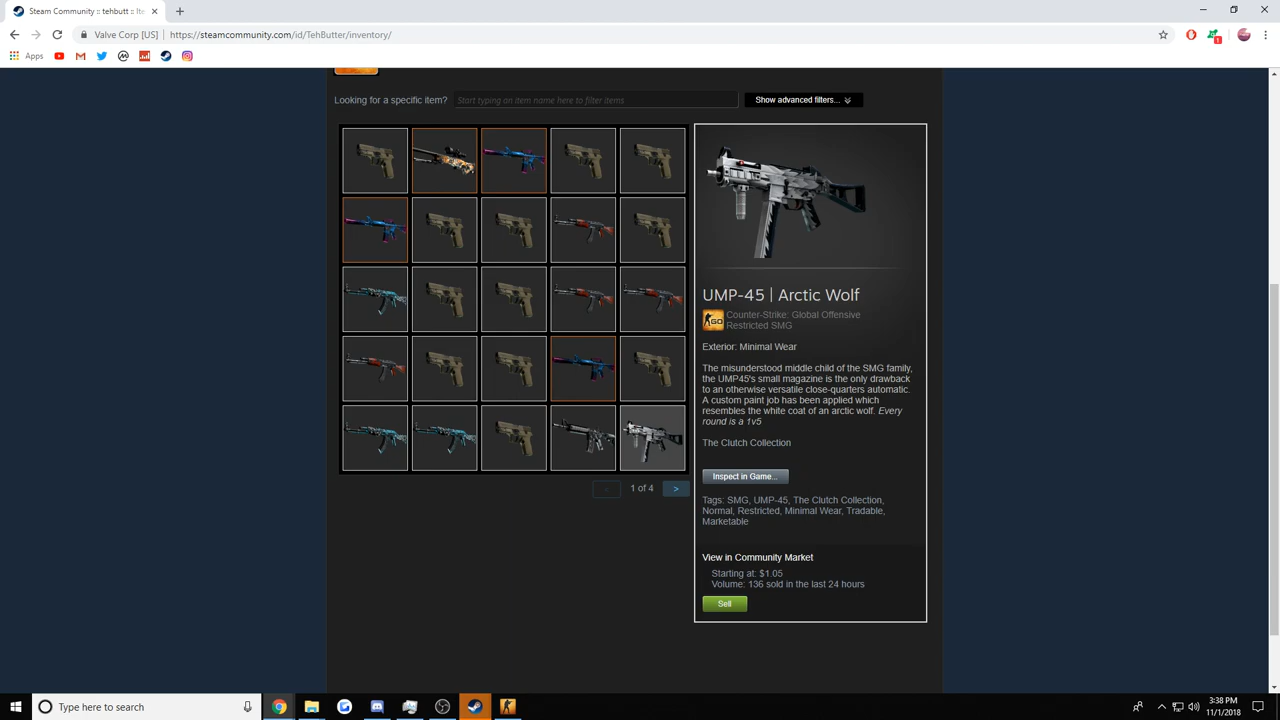 Steam Community :: tehbutt :: Ite
Valve Corp [US] | https://steamcommunity.com/id/TehButter/inventory/
1
Apps
Looking for a specific item? Start typing an item name here to filter items Show advanced filters...
UMP-45 | Arctic Wolf
GO
Counter-Strike: Global Offensive
Restricted SMG
Exterior: Minimal Wear
The misunderstood middle child of the SMG family,
the UMP45's small magazine is the only drawback
to an otherwise versatile close-quarters automatic.
A custom paint job has been applied which
resembles the white coat of an arctic wolf. Every
round is a 1v5
The Clutch Collection
Inspect in Game...
< 1 of 4 >
Tags: SMG, UMP-45, The Clutch Collection,
Normal, Restricted, Minimal Wear, Tradable,
Marketable
View in Community Market
Starting at: $1.05
Volume: 136 sold in the last 24 hours
Sell
Type here to search
3:38 PM
11/1/2018